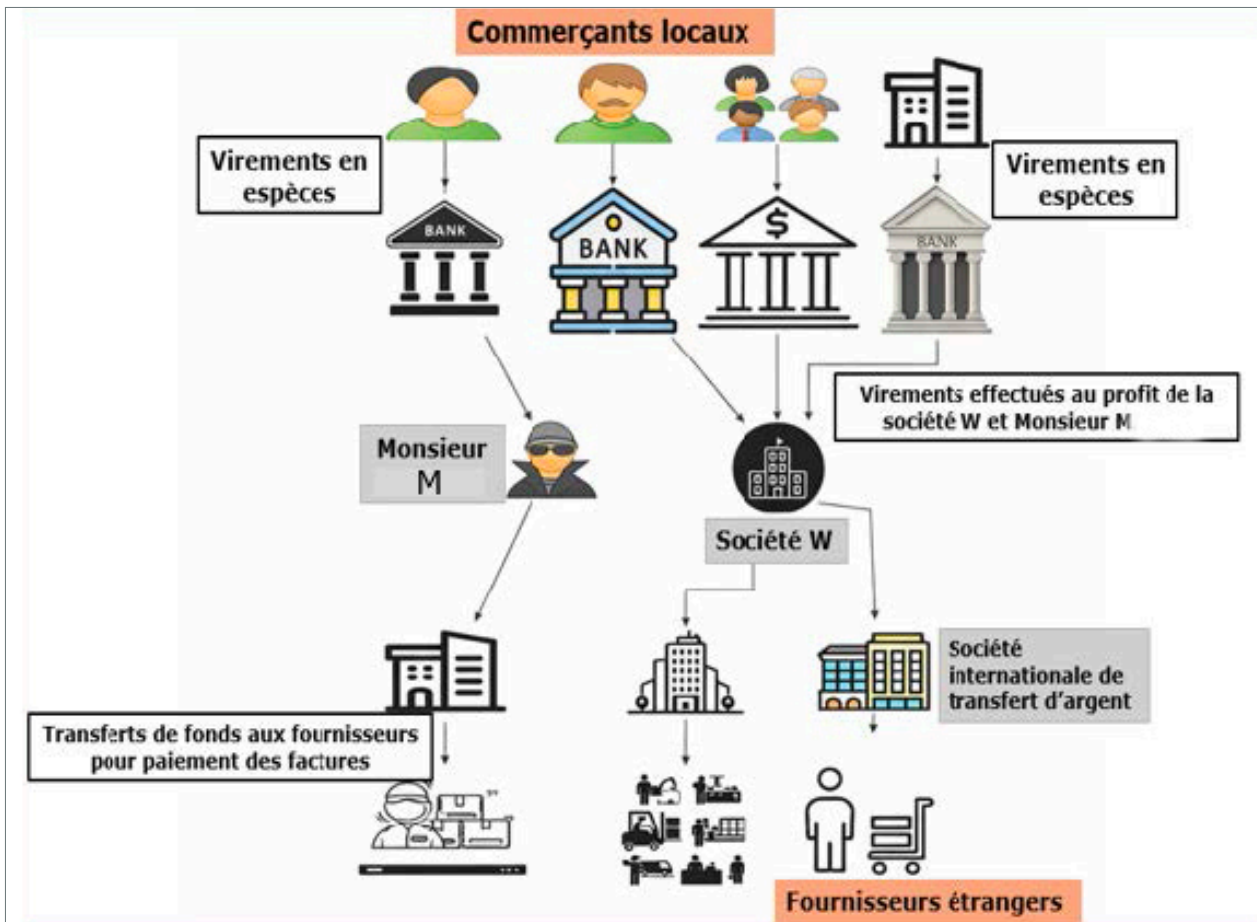 Commerçants locaux
Virements en
espèces
Virements en
espèces
BANK
BANK
$
BANK
Virements effectués au profit de la
société W et Monsieur M
Monsieur
M
Société W
Société
internationale de
transfert d'argent
Transferts de fonds aux fournisseurs
pour paiement des factures
Fournisseurs étrangers